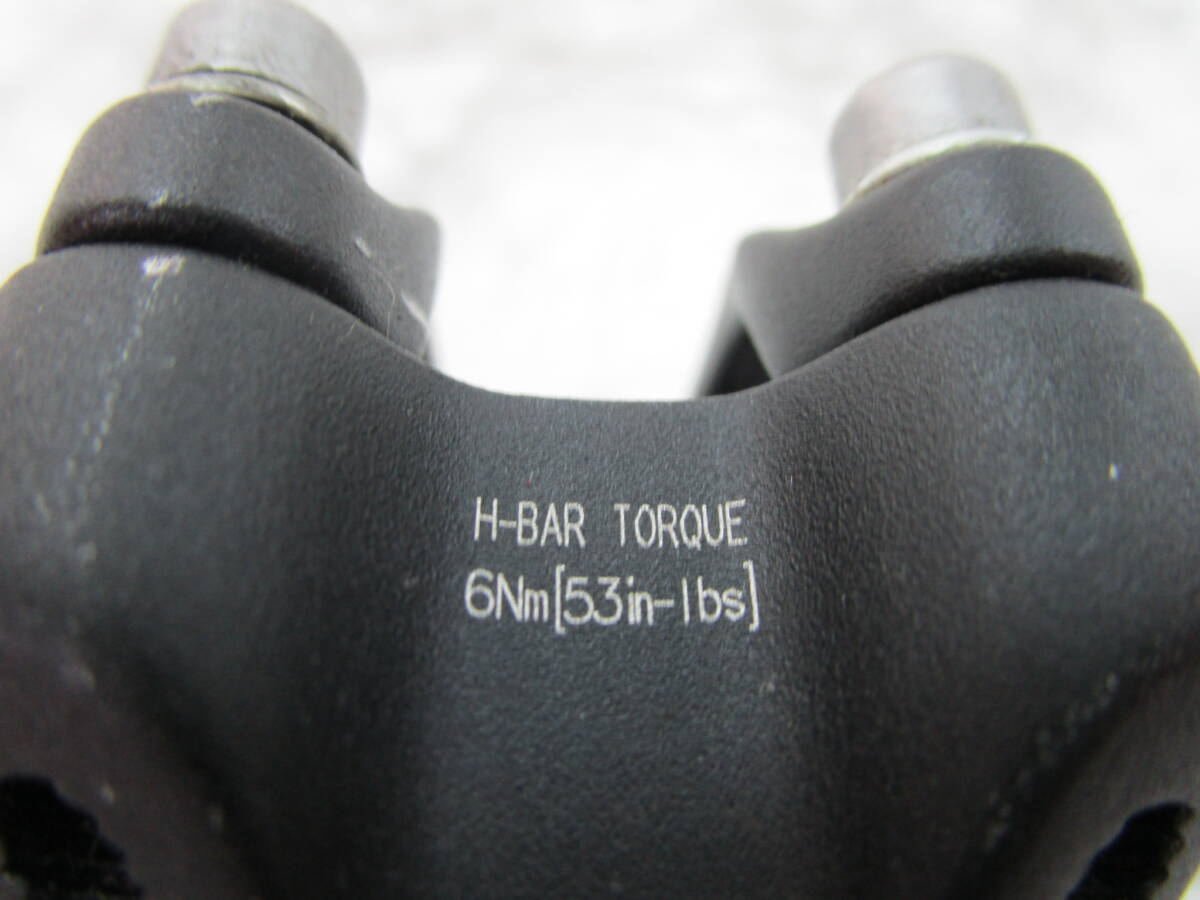 H-BAR TORQUE
6Nm[53in-lbs]